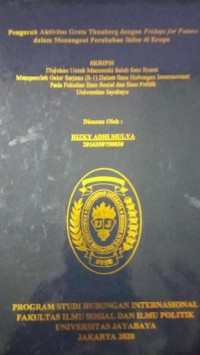 Pengaruh Aktivitas Greta Thunberg dengan Fridays for Future
dalam Menangani Perubahan Iklim di Eropa
SKRIPSI
Diajukan Untuk Memenuhi Salah Satu Syarat
Memperoleh Gelar Sarjana (S-1) Dalam Ilmu Hubungan Internasional
Pada Fakultas Ilmu Sosial dan Ilmu Politik
Universitas Jayabaya
Disusun Oleh :
RIZKY ADHI MULYA
UJ
1958
PROGRAM STUDI HUBUNGAN INTERNASIONAL
FAKULTAS ILMU SOSIAL DAN ILMU POLITIK
UNIVERSITAS JAYABAYA
JAKARTA 2020